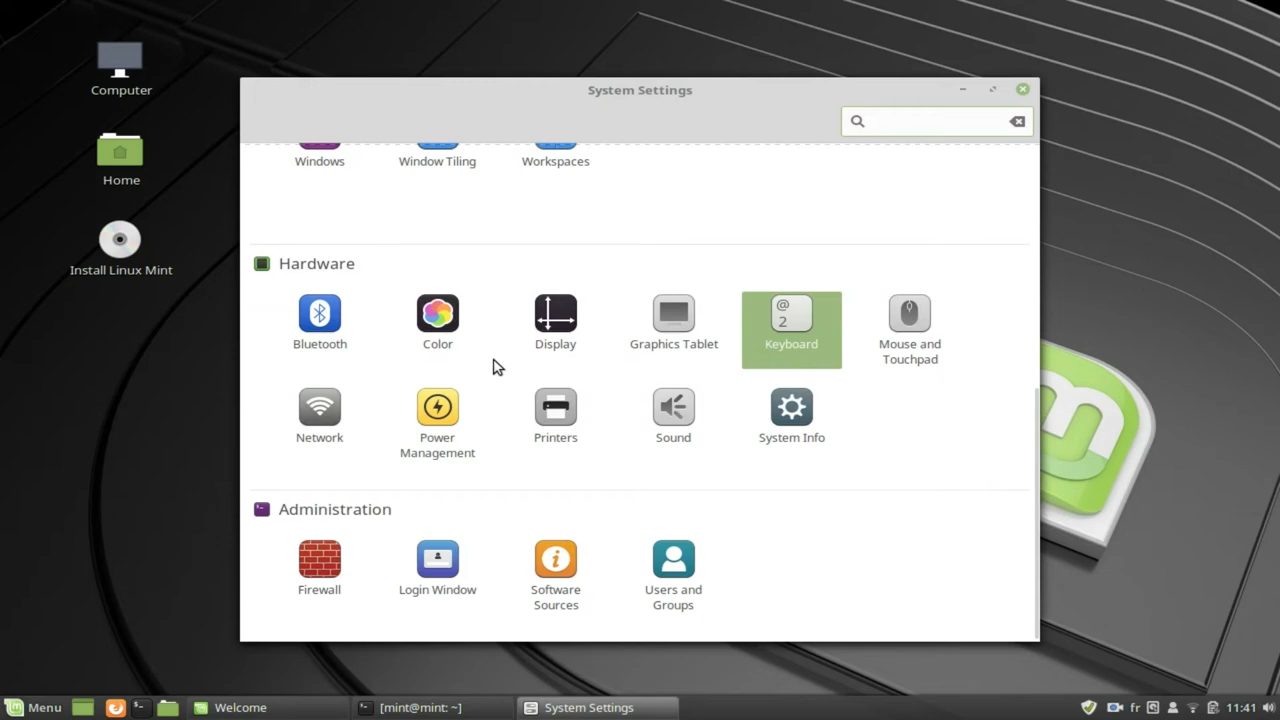 Computer
Home
Install Linux Mint
System Settings
Windows
Window Tiling
Workspaces
Hardware
Bluetooth
Color
Display
Graphics Tablet
@
2
Keyboard
Mouse and
Touchpad
Network
Power
Management
Printers
Sound
System Info
Administration
Firewall
Login Window
Software
Sources
Users and
Groups
Menu
Welcome
[mint@mint: ~]
System Settings
fr
11:41